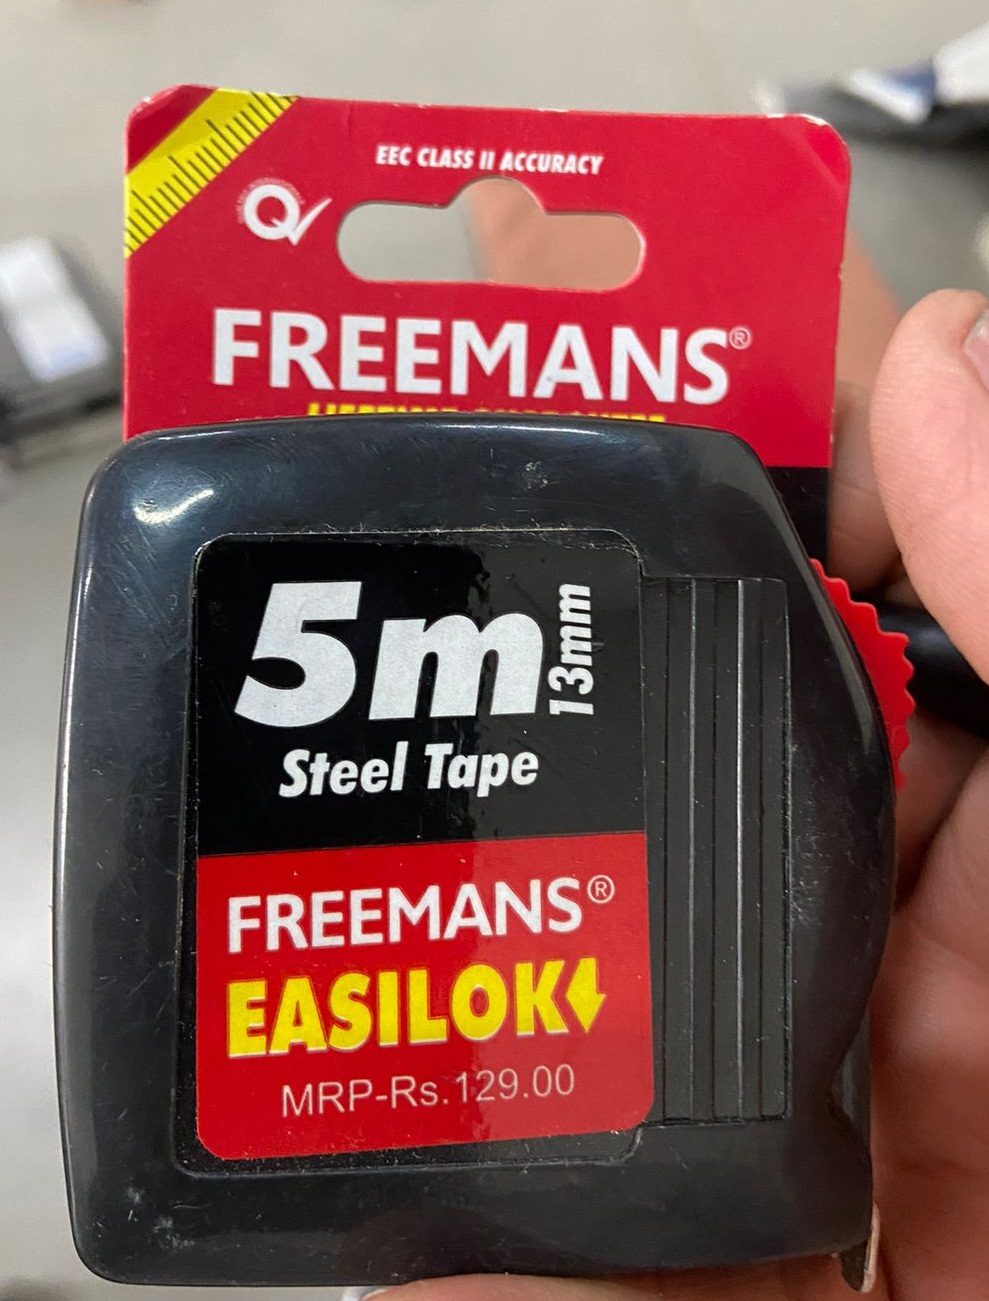 EEC CLASS II ACCURACY
Q
FREEMANS®
5m
13mm
Steel Tape
FREEMANS®
EASILOK
MRP-Rs.129.00